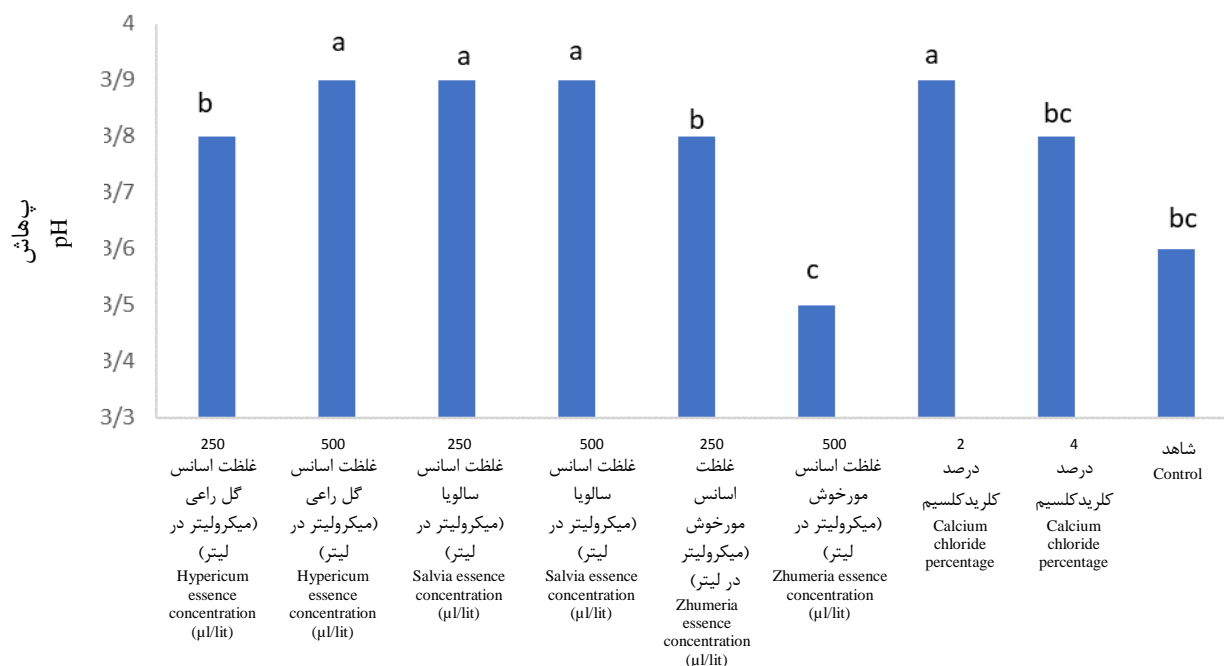 4
3/9
3/8
3/7
3/6
3/5
3/4
3/3
پ‌هاش
pH
b
a
a
a
b
c
a
bc
bc
250
غلظت اسانس
گل راعی
(میکرولیتر در
لیتر)
Hypericum
essence
concentration
(µl/lit)
500
غلظت اسانس
گل راعی
(میکرولیتر در
لیتر)
Hypericum
essence
concentration
(µl/lit)
250
غلظت اسانس
سالویا
(میکرولیتر در
لیتر)
Salvia essence
concentration
(µl/lit)
500
غلظت اسانس
سالویا
(میکرولیتر در
لیتر)
Salvia essence
concentration
(µl/lit)
250
غلظت
اسانس
مورخوش
(میکرولیتر
در لیتر)
Zhumeria
essence
concentration
(µl/lit)
500
غلظت اسانس
مورخوش
(میکرولیتر در
لیتر)
Zhumeria essence
concentration
(µl/lit)
2
درصد
کلریدکلسیم
Calcium
chloride
percentage
4
درصد
کلریدکلسیم
Calcium
chloride
percentage
شاهد
Control